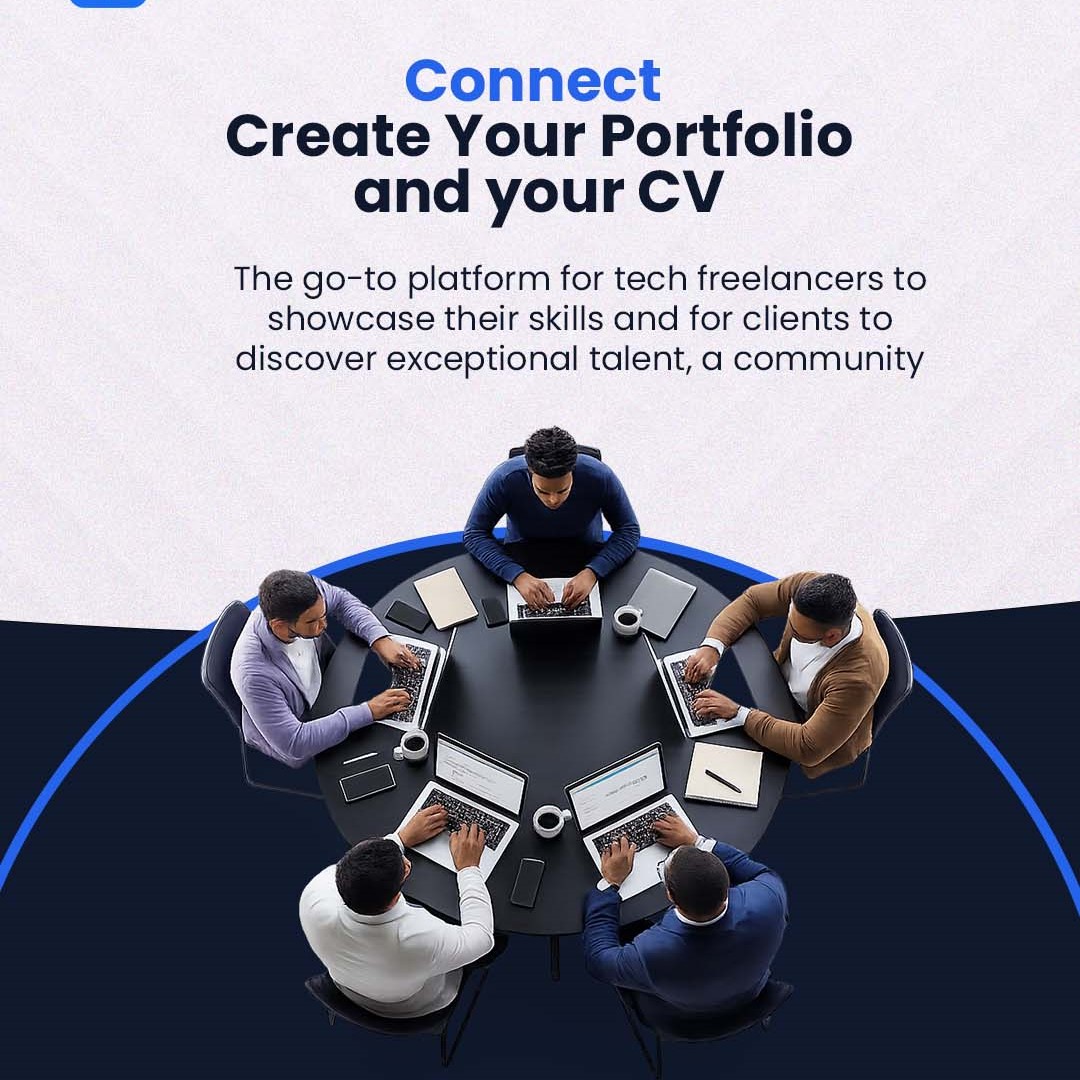 Connect
Create Your Portfolio
and your CV
The go-to platform for tech freelancers to
showcase their skills and for clients to
discover exceptional talent, a community